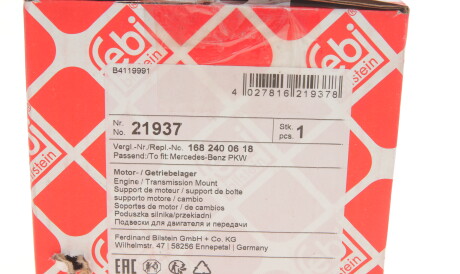 febi
bilstein
febi
bilstein
B4119991
4 027816 219378
Nr.
No. 21937
Stk.
pcs. 1
Vergl.-Nr./Repl.-No. 168 240 06 18
Passend:/To fit: Mercedes-Benz PKW
Motor- / Getriebelager
Engine / Transmission Mount
Support de moteur / support de boîte
supporto motore / cambio
Soportes de motor / de cambios
Poduszka silnika/przekładni
Подвески для двигателя и передачи
Ferdinand Bilstein GmbH + Co. KG
Wilhelmstr. 47 | 58256 Ennepetal | Germany
EAC